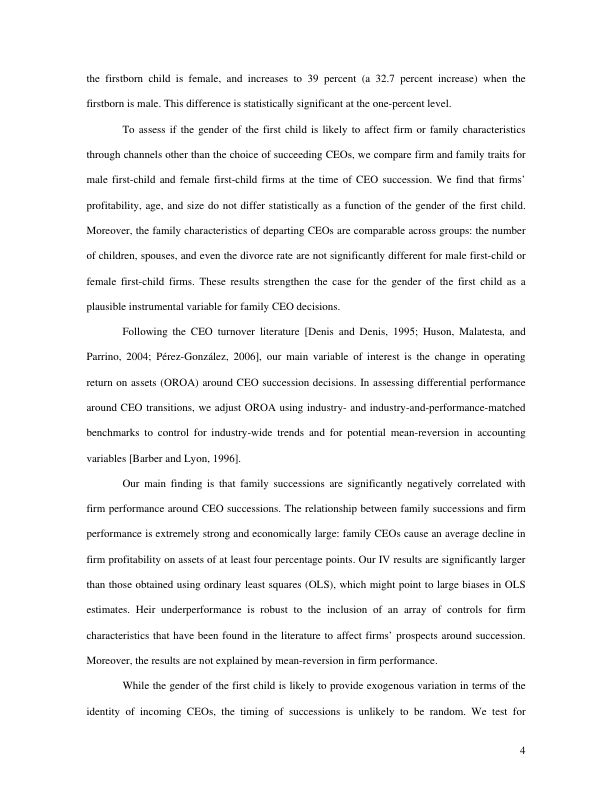 the firstborn child is female, and increases to 39 percent (a 32.7 percent increase) when the
firstborn is male. This difference is statistically significant at the one-percent level.
To assess if the gender of the first child is likely to affect firm or family characteristics
through channels other than the choice of succeeding CEOs, we compare firm and family traits for
male first-child and female first-child firms at the time of CEO succession. We find that firms’
profitability, age, and size do not differ statistically as a function of the gender of the first child.
Moreover, the family characteristics of departing CEOs are comparable across groups: the number
of children, spouses, and even the divorce rate are not significantly different for male first-child or
female first-child firms. These results strengthen the case for the gender of the first child as a
plausible instrumental variable for family CEO decisions.
Following the CEO turnover literature [Denis and Denis, 1995; Huson, Malatesta, and
Parrino, 2004; Pérez-González, 2006], our main variable of interest is the change in operating
return on assets (OROA) around CEO succession decisions. In assessing differential performance
around CEO transitions, we adjust OROA using industry- and industry-and-performance-matched
benchmarks to control for industry-wide trends and for potential mean-reversion in accounting
variables [Barber and Lyon, 1996].
Our main finding is that family successions are significantly negatively correlated with
firm performance around CEO successions. The relationship between family successions and firm
performance is extremely strong and economically large: family CEOs cause an average decline in
firm profitability on assets of at least four percentage points. Our IV results are significantly larger
than those obtained using ordinary least squares (OLS), which might point to large biases in OLS
estimates. Heir underperformance is robust to the inclusion of an array of controls for firm
characteristics that have been found in the literature to affect firms’ prospects around succession.
Moreover, the results are not explained by mean-reversion in firm performance.
While the gender of the first child is likely to provide exogenous variation in terms of the
identity of incoming CEOs, the timing of successions is unlikely to be random. We test for
4